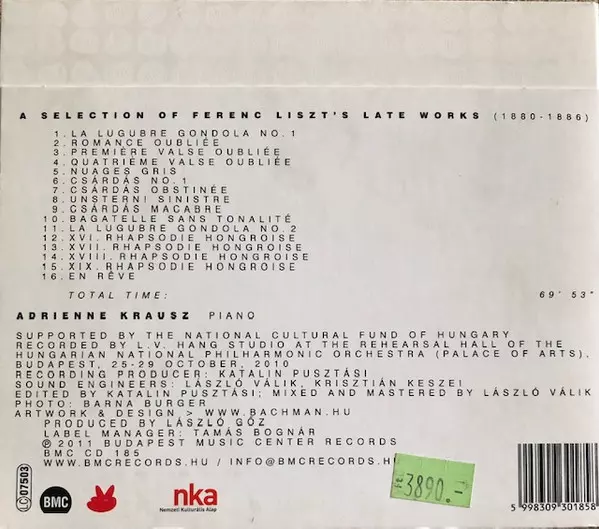 A SELECTION OF FERENC LISZT'S LATE WORKS (1880-1886)
1. LA LUGUBRE GONDOLA NO. 1
2. ROMANCE OUBLIÉE
3. PREMIÈRE VALSE OUBLIÉE
4. QUATRIÈME VALSE OUBLIÉE
5. NUAGES GRIS
6. CSÁRDÁS NO. 1
7. CSÁRDÁS OBSTINÉE
8. UNSTERN! SINISTRE
9. CSÁRDÁS MACABRE
10. BAGATELLE SANS TONALITÉ
11. LA LUGUBRE GONDOLA NO. 2
12. XVI. RHAPSODIE HONGROISE
13. XVII. RHAPSODIE HONGROISE
14. XVIII. RHAPSODIE HONGROISE
15. XIX. RHAPSODIE HONGROISE
16. EN RÊVE
TOTAL TIME: 69' 53"
ADRIENNE KRAUSZ PIANO
SUPPORTED BY THE NATIONAL CULTURAL FUND OF HUNGARY
RECORDED BY L.V. HANG STUDIO AT THE REHEARSAL HALL OF THE
HUNGARIAN NATIONAL PHILHARMONIC ORCHESTRA (PALACE OF ARTS),
BUDAPEST, 25-29 OCTOBER, 2010
RECORDING PRODUCER: KATALIN PUSZTÁSI
SOUND ENGINEERS: LÁSZLÓ VÁLIK, KRISZTIÁN KESZEI
EDITED BY KATALIN PUSZTÁSI; MIXED AND MASTERED BY LÁSZLÓ VÁLIK
PHOTO: BARNA BURGER
ARTWORK & DESIGN > WWW.BACHMAN.HU
PRODUCED BY LÁSZLÓ GŐZ
LABEL MANAGER: TAMÁS BOGNÁR
℗ 2011 BUDAPEST MUSIC CENTER RECORDS
BMC CD 185
WWW.BMCRECORDS.HU / INFO@BMCRECORDS.H
LC 07503
BMC
nka
Nemzeti Kulturális Alap
3890.-
5 998309 301858